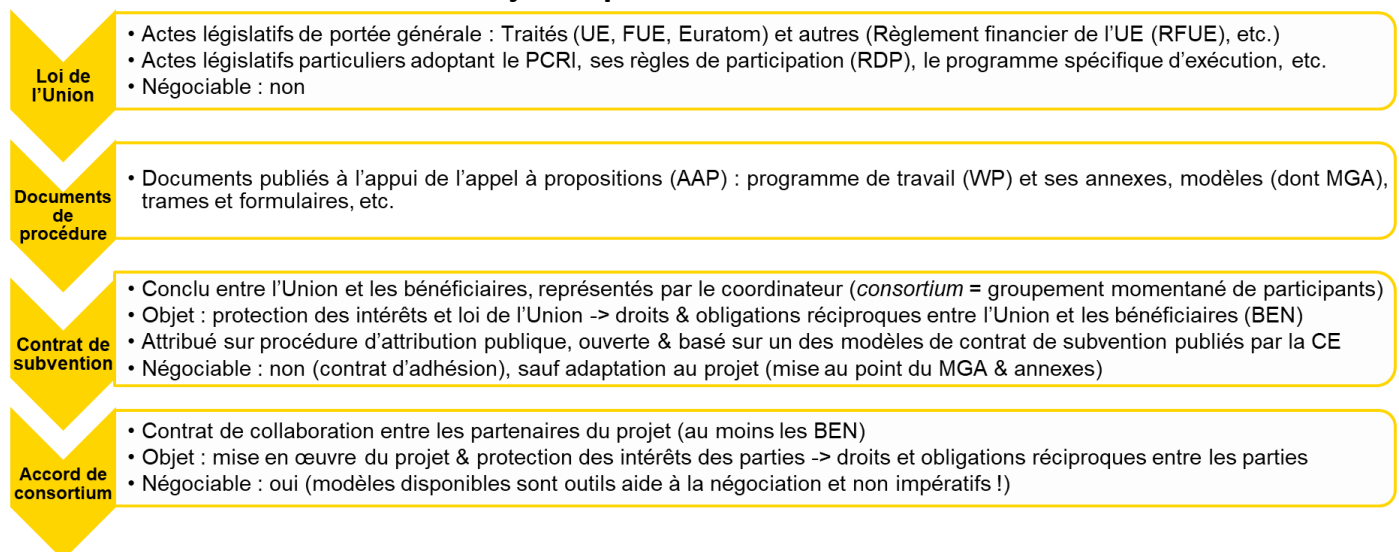 • Actes législatifs de portée générale : Traités (UE, FUE, Euratom) et autres (Règlement financier de l’UE (RFUE), etc.)
Loi de
l’Union
• Actes législatifs particuliers adoptant le PCRI, ses règles de participation (RDP), le programme spécifique d’exécution, etc.
• Négociable : non
Documents
de
procédure
• Documents publiés à l’appui de l’appel à propositions (AAP) : programme de travail (WP) et ses annexes, modèles (dont MGA),
trames et formulaires, etc.
Contrat de
subvention
• Conclu entre l’Union et les bénéficiaires, représentés par le coordinateur (consortium = groupement momentané de participants)
• Objet : protection des intérêts et loi de l’Union -> droits & obligations réciproques entre l’Union et les bénéficiaires (BEN)
• Attribué sur procédure d’attribution publique, ouverte & basé sur un des modèles de contrat de subvention publiés par la CE
• Négociable : non (contrat d’adhésion), sauf adaptation au projet (mise au point du MGA & annexes)
Accord de
consortium
• Contrat de collaboration entre les partenaires du projet (au moins les BEN)
• Objet : mise en œuvre du projet & protection des intérêts des parties -> droits et obligations réciproques entre les parties
• Négociable : oui (modèles disponibles sont outils aide à la négociation et non impératifs !)